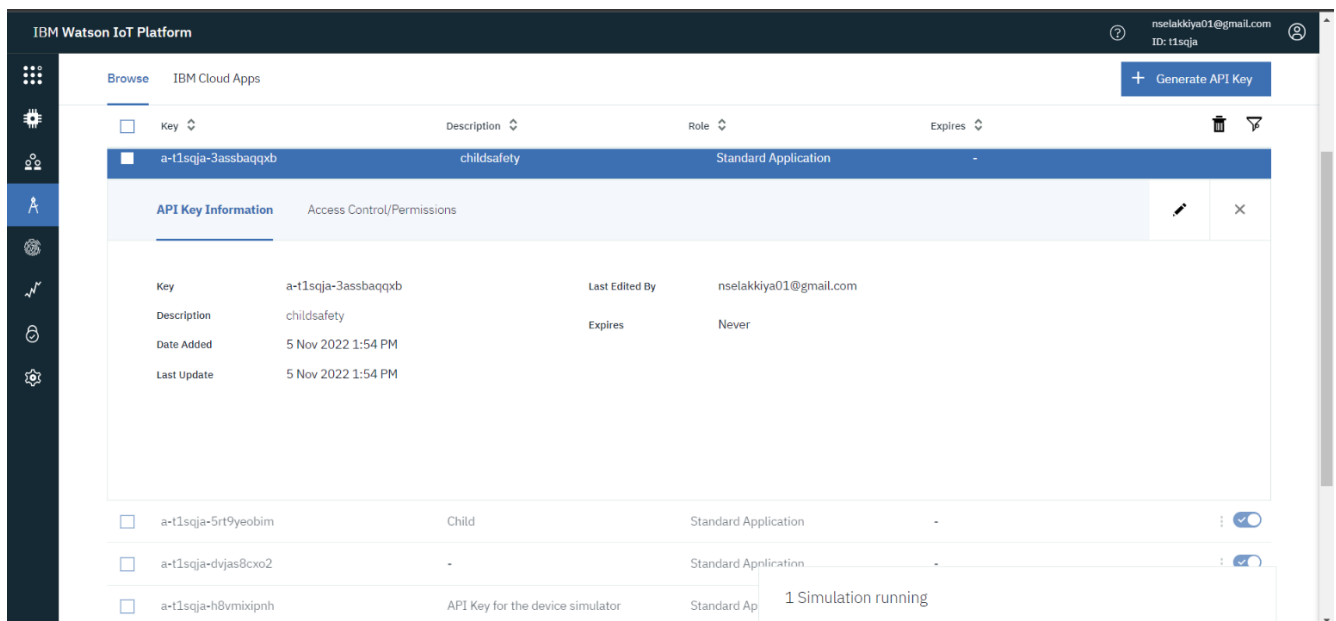 IBM Watson IoT Platform
nselakkiya01@gmail.com
ID: t1sqja
Browse IBM Cloud Apps
+ Generate API Key
Key Description Role Expires
a-t1sqja-3assbaqqxb childsafety Standard Application -
API Key Information Access Control/Permissions
Key a-t1sqja-3assbaqqxb Last Edited By nselakkiya01@gmail.com
Description childsafety
Expires Never
Date Added 5 Nov 2022 1:54 PM
Last Update 5 Nov 2022 1:54 PM
a-t1sqja-5rt9yeobim Child Standard Application -
a-t1sqja-dvjas8cxo2 - Standard Application -
a-t1sqja-h8vmixipnh API Key for the device simulator Standard Ap
1 Simulation running